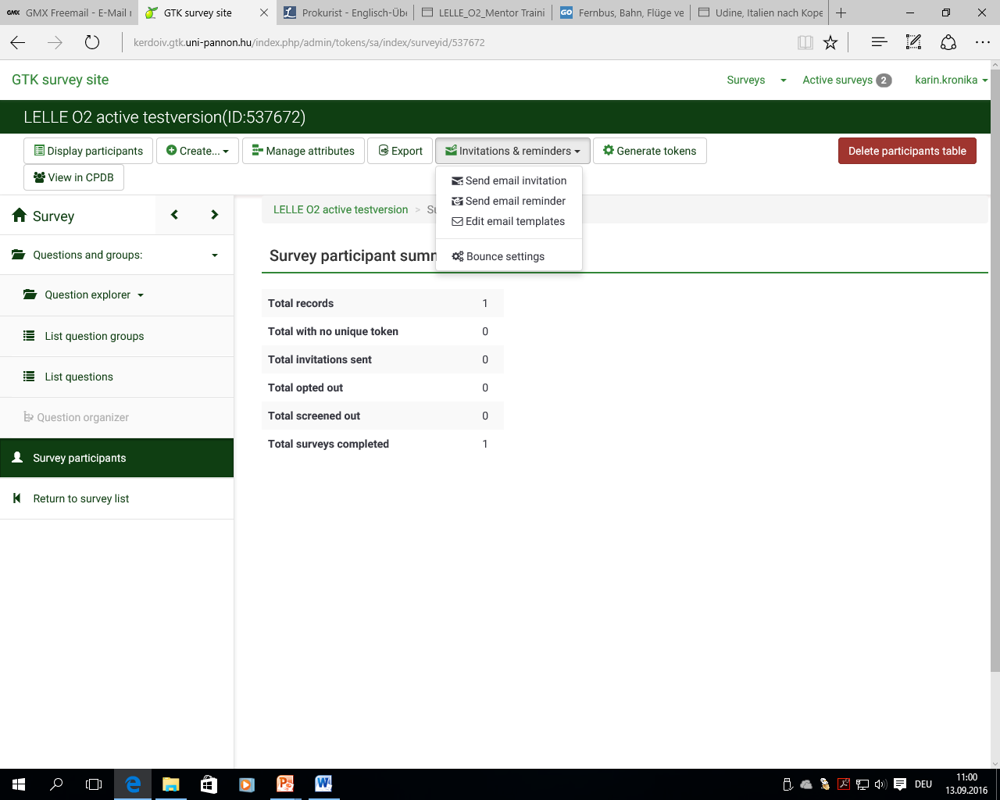 GMX GMX Freemail - E-Mail
GTK survey site
Prokurist - Englisch-Üb
LELLE_O2_Mentor Traini
GO Fernbus, Bahn, Flüge ve
Udine, Italien nach Kope
kerdoiv.gtk.uni-pannon.hu/index.php/admin/tokens/sa/index/surveyid/537672
GTK survey site
Surveys
Active surveys 2
karin.kronika
LELLE O2 active testversion(ID:537672)
Display participants
Create...
Manage attributes
Export
Invitations & reminders
Generate tokens
Delete participants table
View in CPDB
Send email invitation
Send email reminder
Edit email templates
Bounce settings
Survey
LELLE O2 active testversion > Su
Questions and groups:
Survey participant sum
Question explorer
List question groups
List questions
Question organizer
Survey participants
Return to survey list
Total records 1
Total with no unique token 0
Total invitations sent 0
Total opted out 0
Total screened out 0
Total surveys completed 1
DEU
11:00
13.09.2016